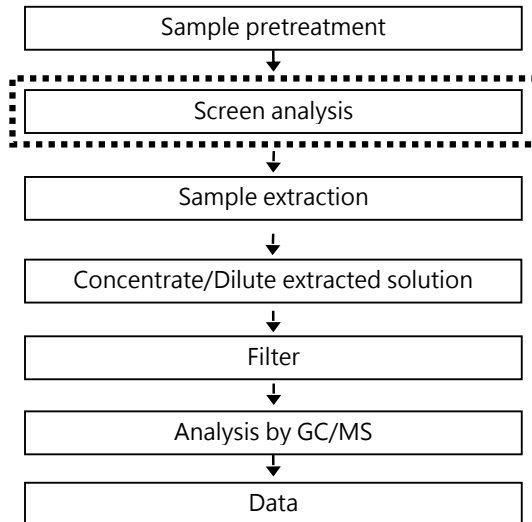 Sample pretreatment
Screen analysis
Sample extraction
Concentrate/Dilute extracted solution
Filter
Analysis by GC/MS
Data